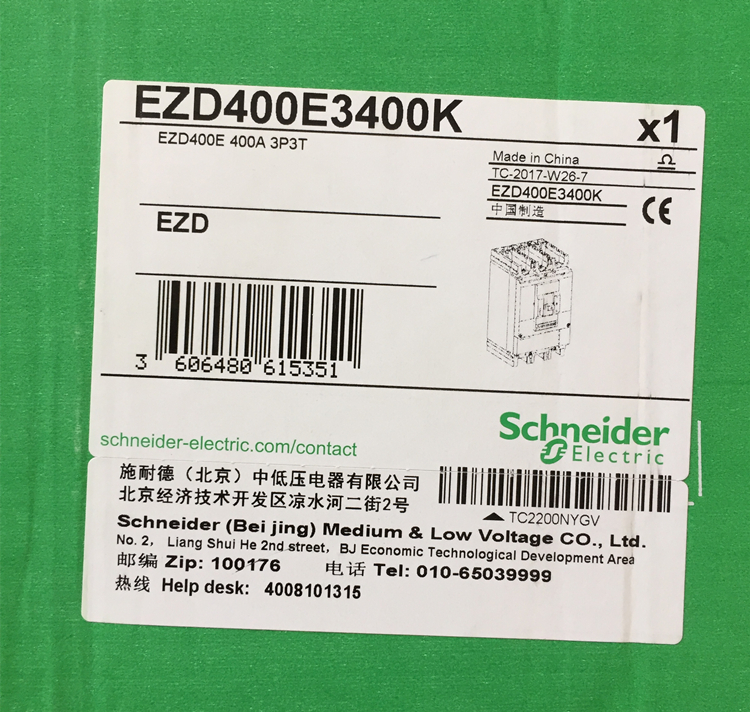 EZD400E3400K
x1
EZD400E 400A 3P3T
Made in China
TC-2017-W26-7
EZD400E3400K
中国制造
CE
EZD
3 606480 615351
Schneider
Electric
schneider-electric.com/contact
施耐德（北京）中低压电器有限公司
北京经济技术开发区凉水河二街2号
TC2200NYGV
Schneider (Bei jing) Medium & Low Voltage CO., Ltd.
No. 2, Liang Shui He 2nd street, BJ Economic Technological Development Area
邮编 Zip: 100176 电话 Tel: 010-65039999
热线 Help desk: 4008101315